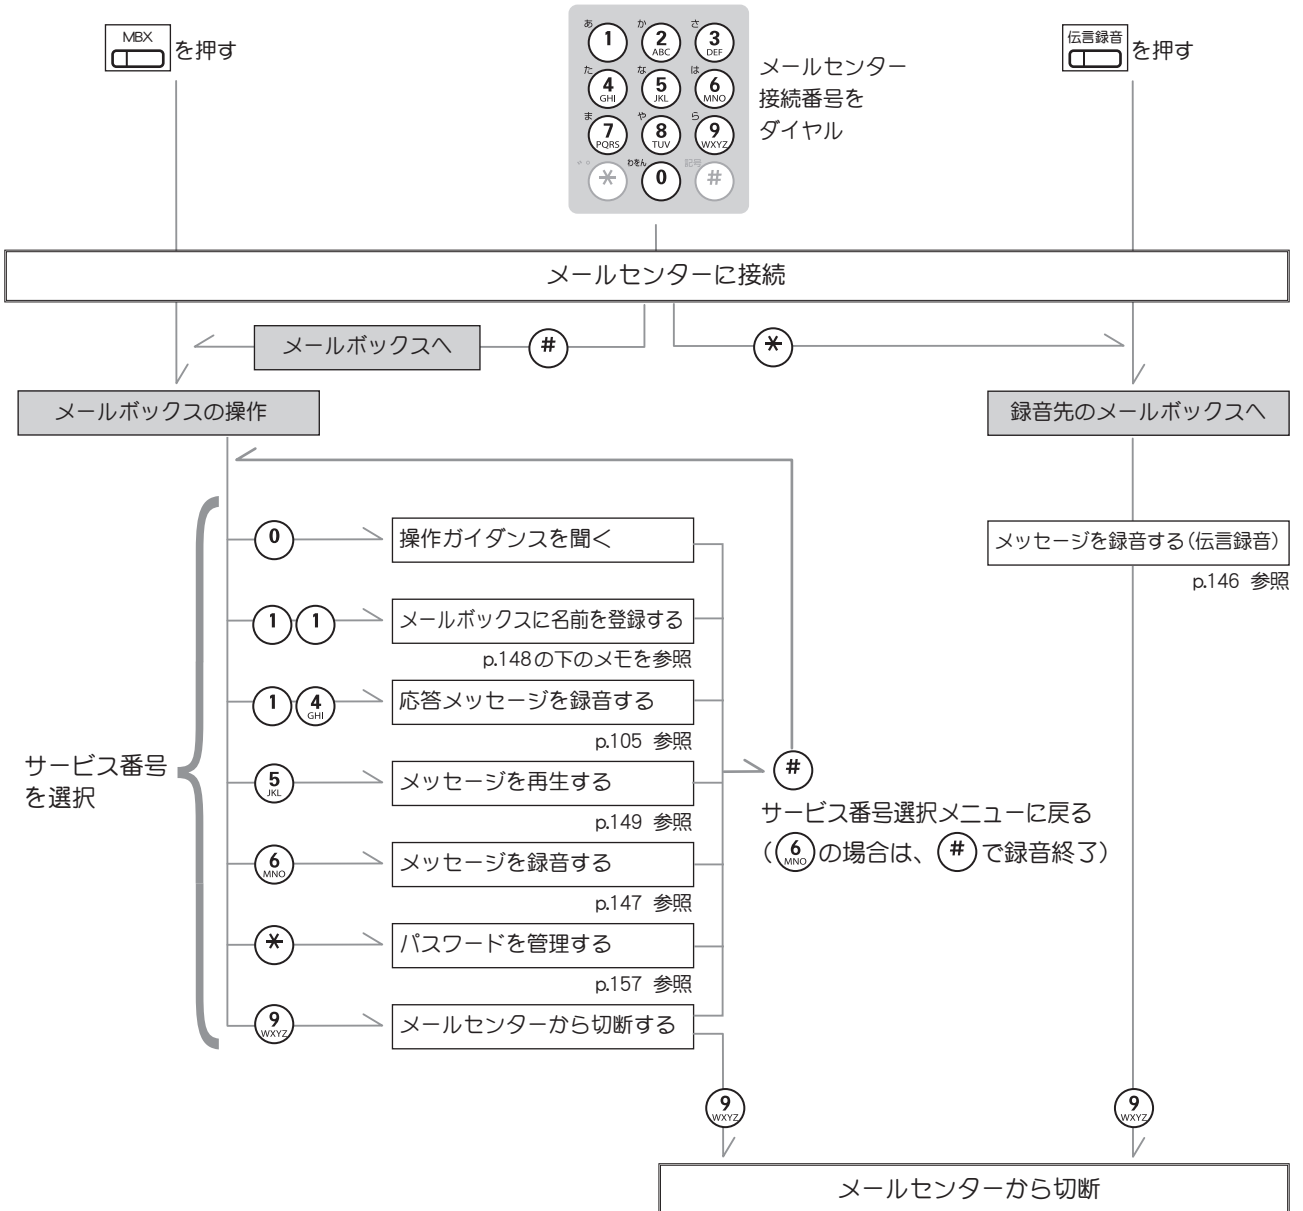 MBX
を押す
あ か さ
1 2 3
ABC DEF
た な は
4 5 6
GHI JKL MNO
ま や ら
7 8 9
PQRS TUV WXYZ
わをん 記号
* 0 #
メールセンター
接続番号を
ダイヤル
伝言録音
を押す
メールセンターに接続
メールボックスへ
#
*
メールボックスの操作
録音先のメールボックスへ
メッセージを録音する(伝言録音)
p.146 参照
サービス番号
を選択
0
操作ガイダンスを聞く
1 1
メールボックスに名前を登録する
p.148の下のメモを参照
1 4
GHI
応答メッセージを録音する
p.105 参照
5
JKL
メッセージを再生する
p.149 参照
6
MNO
メッセージを録音する
p.147 参照
*
パスワードを管理する
p.157 参照
9
WXYZ
メールセンターから切断する
#
サービス番号選択メニューに戻る
(6 MNO の場合は、#で録音終了)
9
WXYZ
9
WXYZ
メールセンターから切断